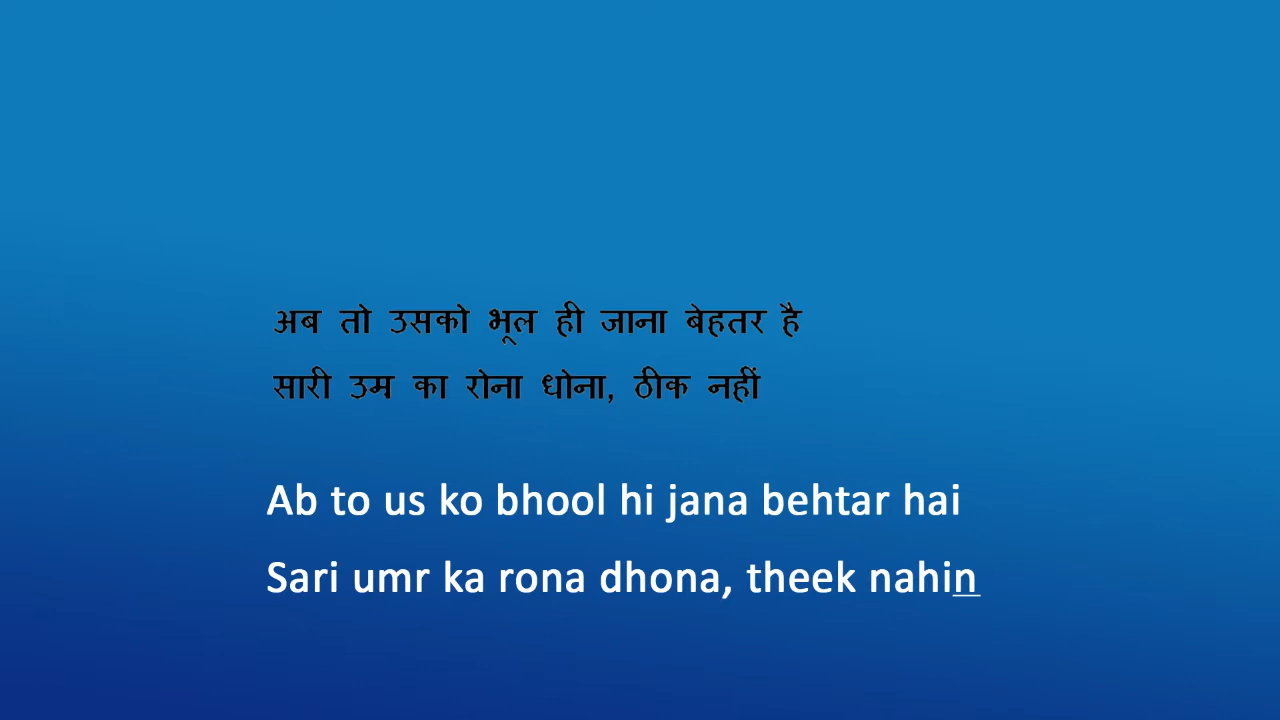 अब तो उसको भूल ही जाना बेहतर है
सारी उम्र का रोना धोना, ठीक नहीं
Ab to us ko bhool hi jana behtar hai
Sari umr ka rona dhona, theek nahin